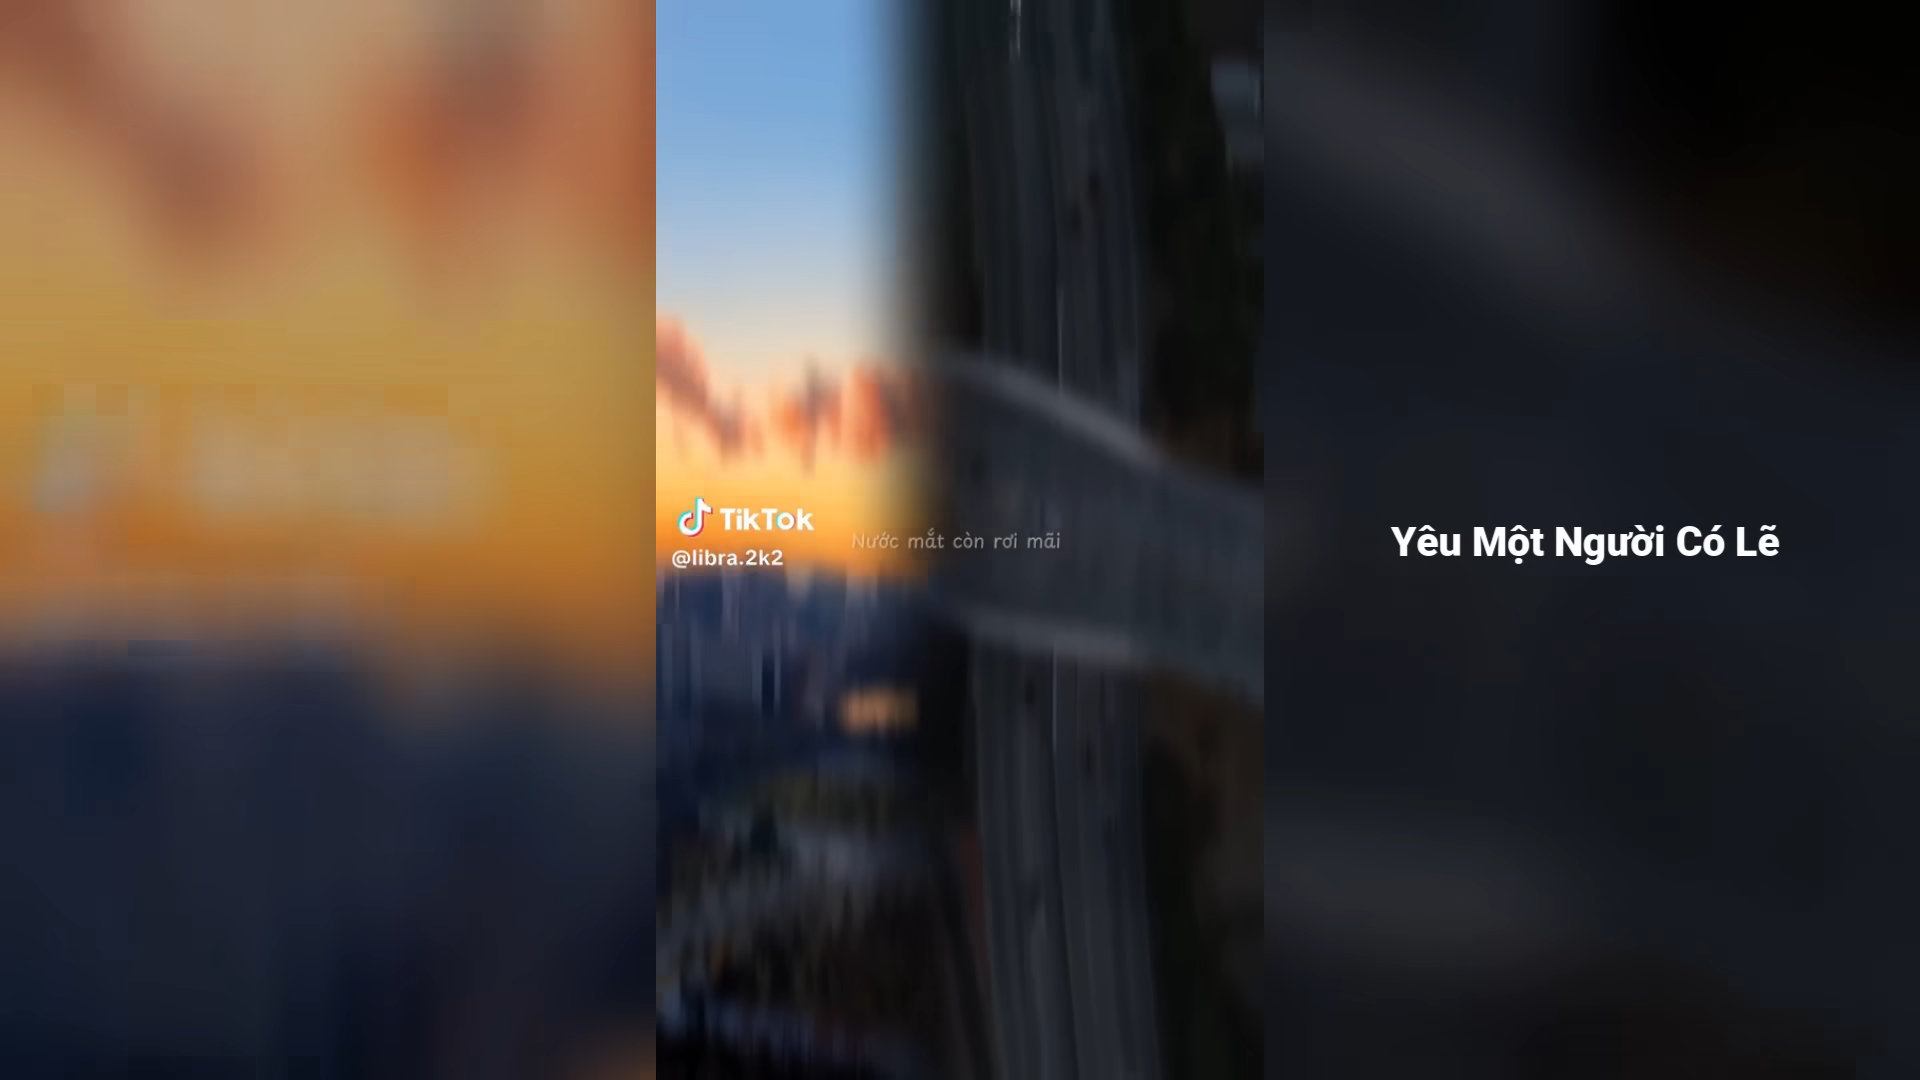 TikTok
@libra.2k2
Nước mắt còn rơi mãi
Yêu Một Người Có Lẽ